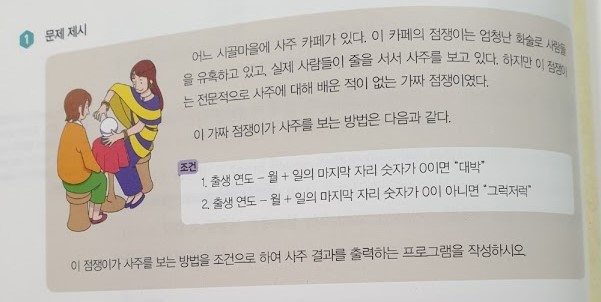 1 문제 제시
어느 시골마을에 사주 카페가 있다. 이 카페의 점쟁이는 엄청난 화술로 사람들
을 유혹하고 있고, 실제 사람들이 줄을 서서 사주를 보고 있다. 하지만 이 점쟁이
는 전문적으로 사주에 대해 배운 적이 없는 가짜 점쟁이였다.
이 가짜 점쟁이가 사주를 보는 방법은 다음과 같다.
조건
1. 출생 연도 – 월 + 일의 마지막 자리 숫자가 0이면 "대박"
2. 출생 연도 – 월 + 일의 마지막 자리 숫자가 0이 아니면 "그럭저럭"
이 점쟁이가 사주를 보는 방법을 조건으로 하여 사주 결과를 출력하는 프로그램을 작성하시오.